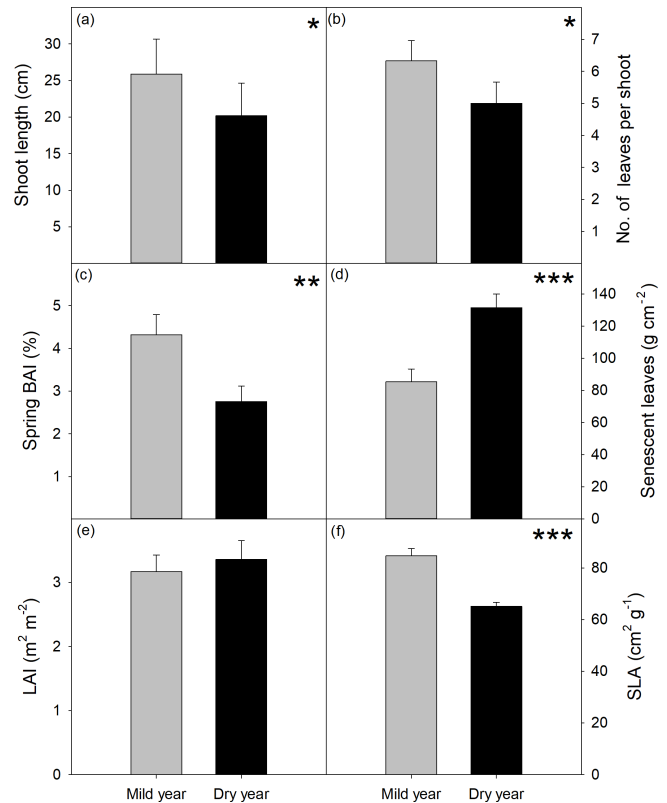 (a)
*
Shoot length (cm)
30
25
20
15
10
5
(b)
*
7
6
5
4
3
2
1
No. of leaves per shoot
(c)
**
Spring BAI (%)
5
4
3
2
1
(d)
***
140
120
100
80
60
40
20
0
Senescent leaves (g cm⁻²)
(e)
LAI (m² m⁻²)
3
2
1
0
(f)
***
80
60
40
20
0
SLA (cm² g⁻¹)
Mild year Dry year
Mild year Dry year